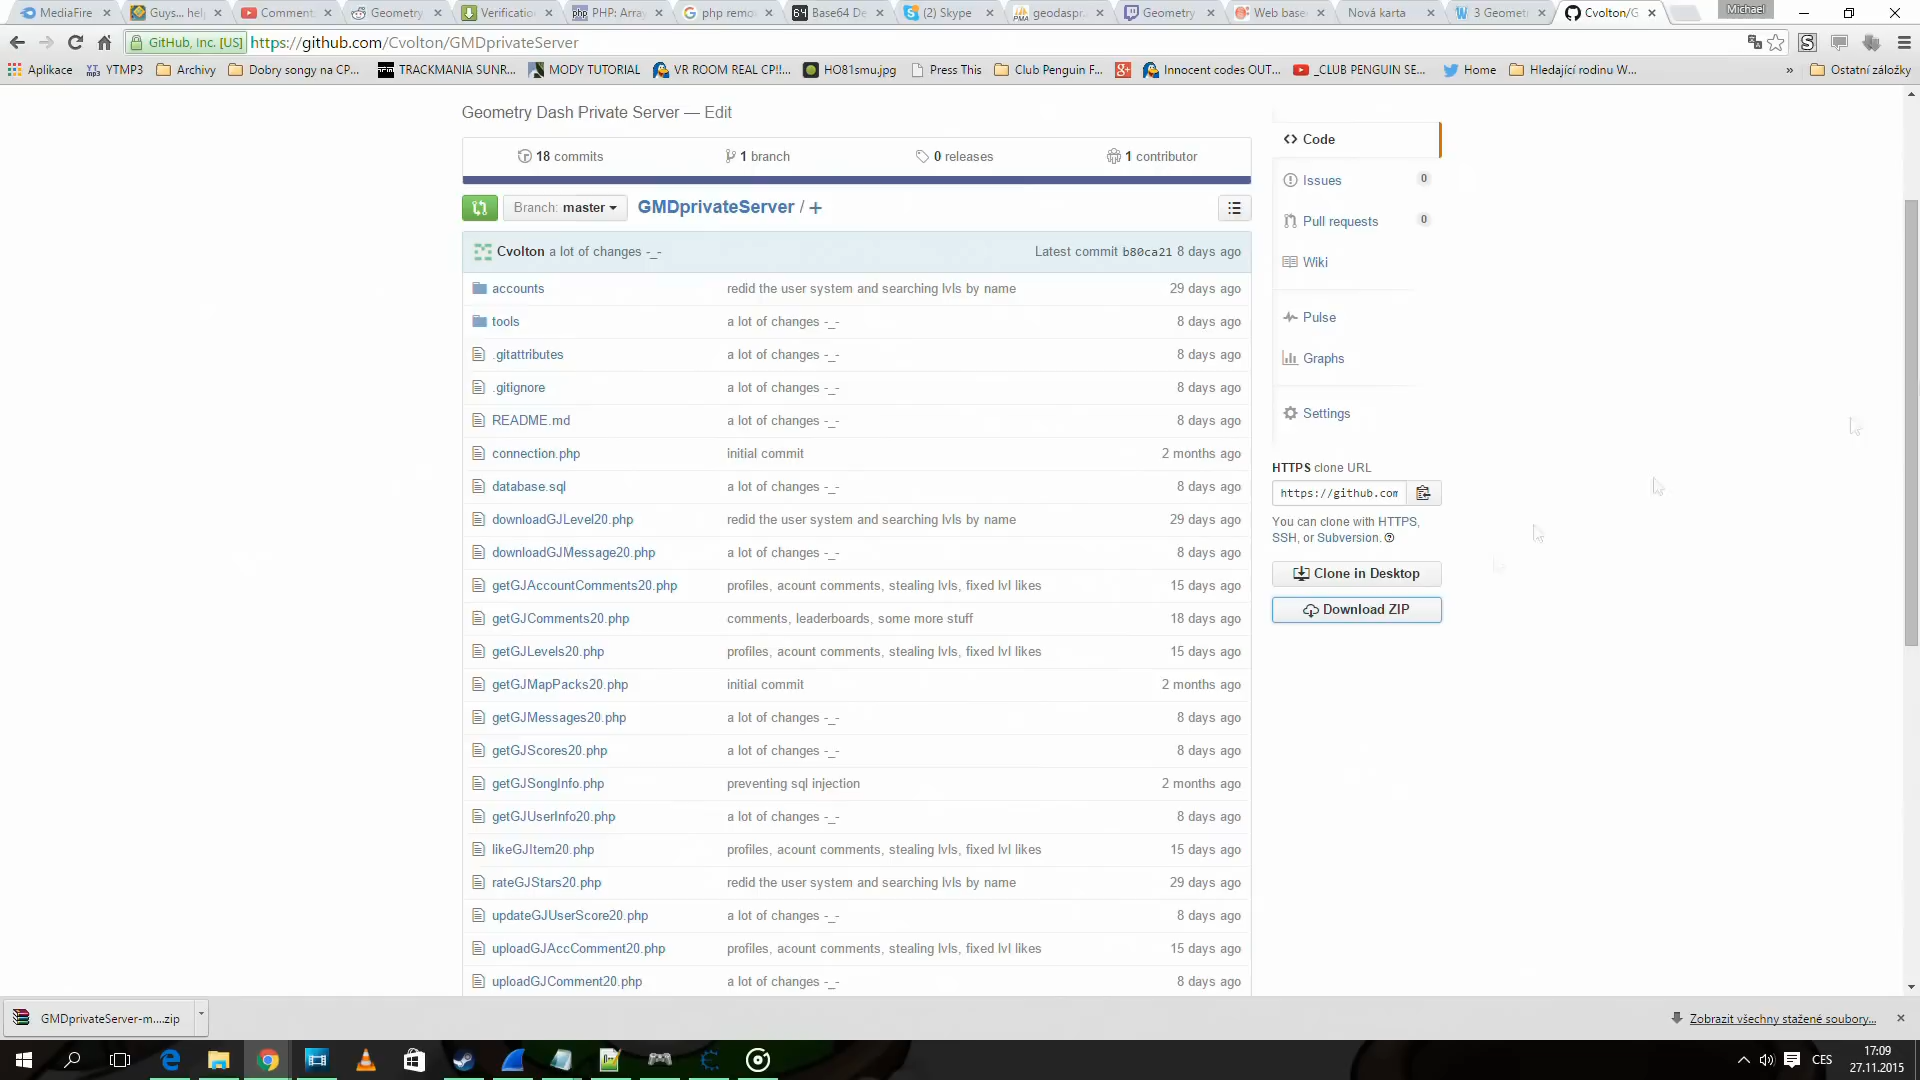 MediaFire
Guys... hel
Comment
Geometry
Verificatio
PHP: Array
php remo
Base64 De
(2) Skype
geodaspr
Geometry
Web base
Nová karta
3 Geomet
Cvolton/G
Michael
GitHub, Inc. [US] https://github.com/Cvolton/GMDprivateServer
Aplikace
YTMP3
Archivy
Dobry songy na CP...
TRACKMANIA SUNR...
MODY TUTORIAL
VR ROOM REAL CP!!...
HO81smu.jpg
Press This
Club Penguin F...
Innocent codes OUT...
_CLUB PENGUIN SE...
Home
Hledající rodinu W...
»
Ostatní záložky
Geometry Dash Private Server — Edit
18 commits
1 branch
0 releases
1 contributor
Branch: master
GMDprivateServer / +
Cvolton a lot of changes -_- Latest commit b80ca21 8 days ago
accounts redid the user system and searching lvls by name 29 days ago
tools a lot of changes -_- 8 days ago
.gitattributes a lot of changes -_- 8 days ago
.gitignore a lot of changes -_- 8 days ago
README.md a lot of changes -_- 8 days ago
connection.php initial commit 2 months ago
database.sql a lot of changes -_- 8 days ago
downloadGJLevel20.php redid the user system and searching lvls by name 29 days ago
downloadGJMessage20.php a lot of changes -_- 8 days ago
getGJAccountComments20.php profiles, acount comments, stealing lvls, fixed lvl likes 15 days ago
getGJComments20.php comments, leaderboards, some more stuff 18 days ago
getGJLevels20.php profiles, acount comments, stealing lvls, fixed lvl likes 15 days ago
getGJMapPacks20.php initial commit 2 months ago
getGJMessages20.php a lot of changes -_- 8 days ago
getGJScores20.php a lot of changes -_- 8 days ago
getGJSongInfo.php preventing sql injection 2 months ago
getGJUserInfo20.php a lot of changes -_- 8 days ago
likeGJItem20.php profiles, acount comments, stealing lvls, fixed lvl likes 15 days ago
rateGJStars20.php redid the user system and searching lvls by name 29 days ago
updateGJUserScore20.php a lot of changes -_- 8 days ago
uploadGJAccComment20.php profiles, acount comments, stealing lvls, fixed lvl likes 15 days ago
uploadGJComment20.php a lot of changes -_- 8 days ago
Code
Issues 0
Pull requests 0
Wiki
Pulse
Graphs
Settings
HTTPS clone URL
https://github.com
You can clone with HTTPS,
SSH, or Subversion.
Clone in Desktop
Download ZIP
GMDprivateServer-m....zip
Zobrazit všechny stažené soubory...
CES
17:09
27.11.2015